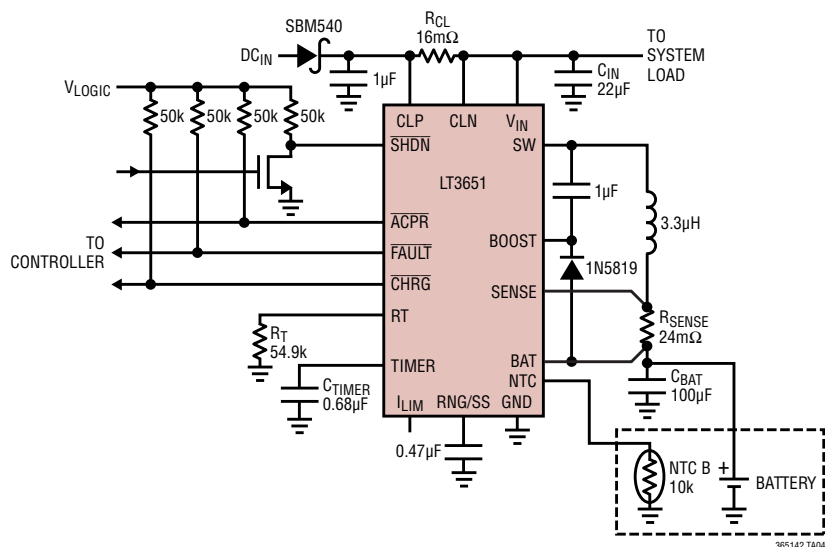 SBM540
DCIN
RCL
16mΩ
TO
SYSTEM
LOAD
1µF
CIN
22µF
VLOGIC
50k
50k
50k
50k
CLP
CLN
VIN
SHDN
SW
LT3651
1µF
3.3µH
ACPR
BOOST
TO
CONTROLLER
FAULT
1N5819
CHRG
SENSE
RT
RSENSE
24mΩ
RT
54.9k
TIMER
BAT
NTC
CTIMER
0.68µF
CBAT
100µF
ILIM
RNG/SS
GND
0.47µF
NTC B
10k
+
BATTERY
365142 TA04